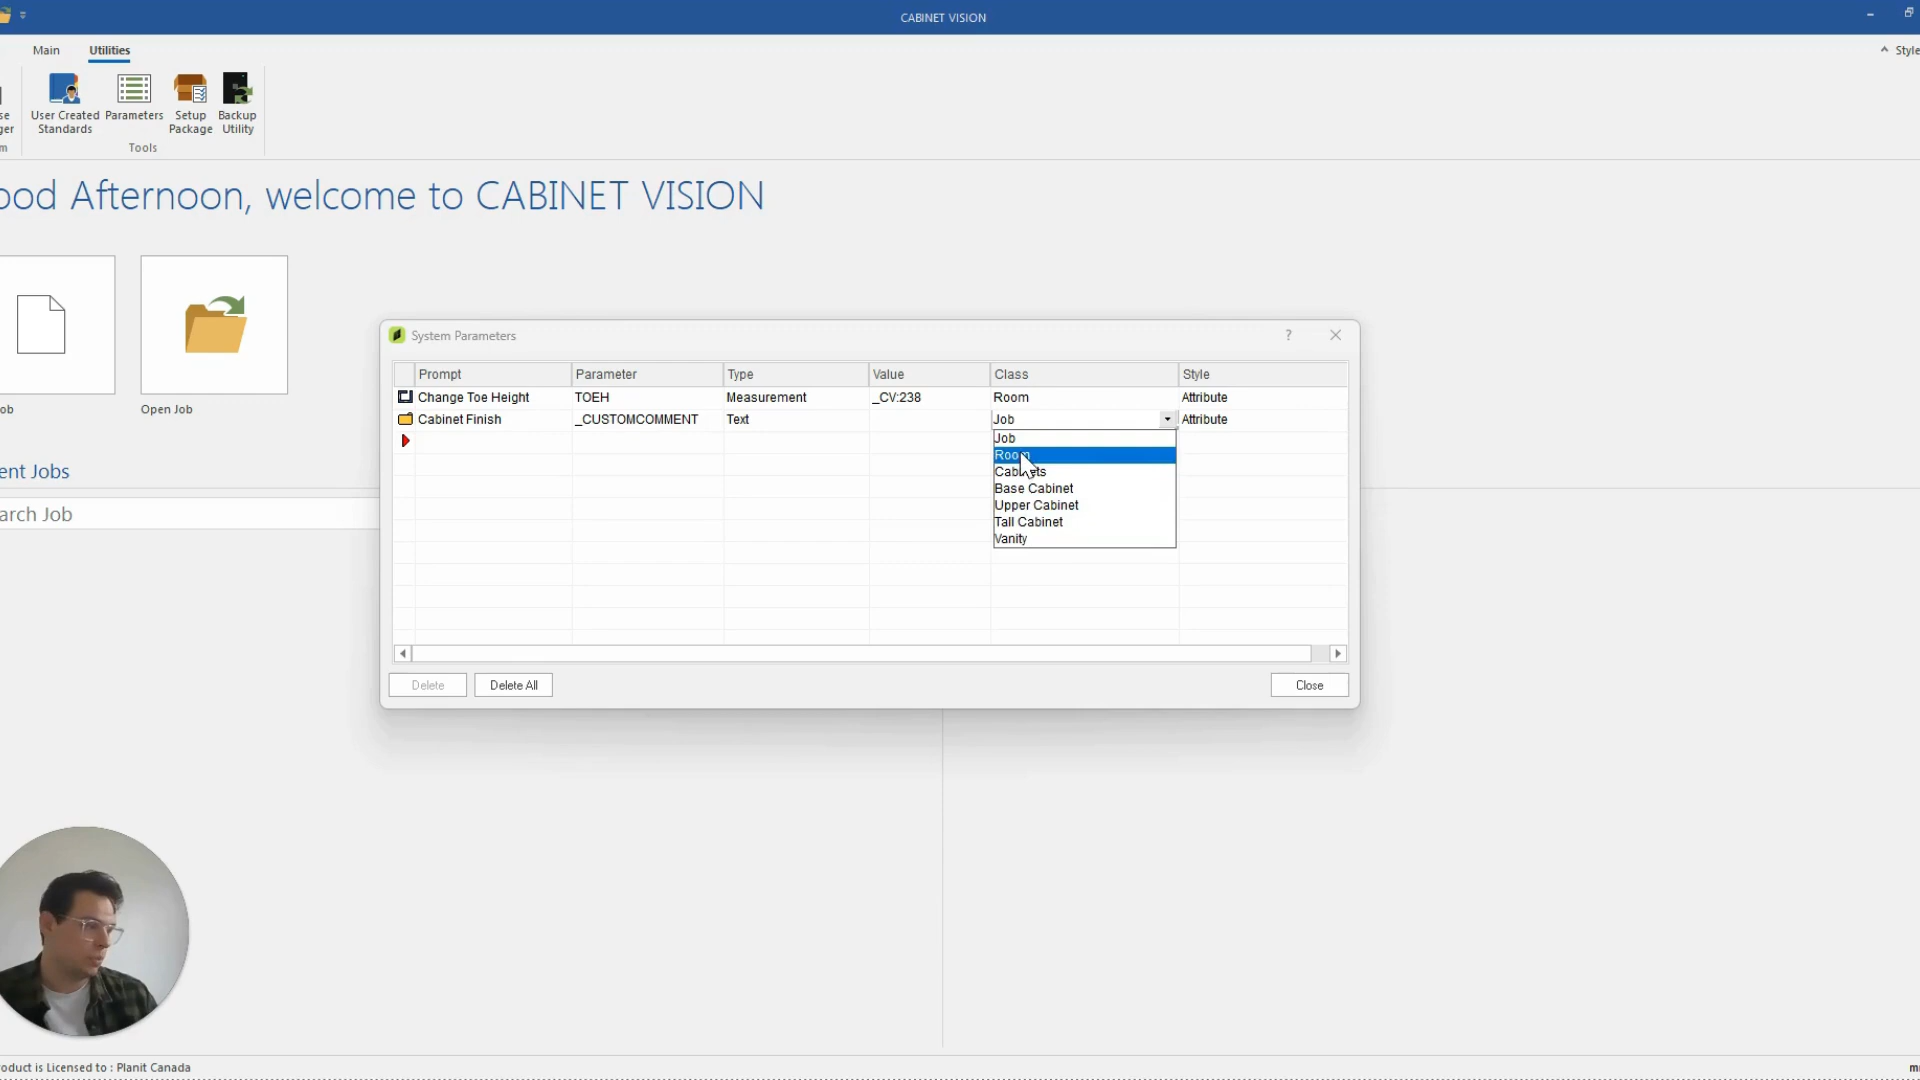 CABINET VISION
Main Utilities
Style
User Created Standards
Parameters
Setup Package
Backup Utility
Tools
ood Afternoon, welcome to CABINET VISION
ob
Open Job
ent Jobs
arch Job
System Parameters
?
Prompt Parameter Type Value Class Style
Change Toe Height TOEH Measurement _CV:238 Room Attribute
Cabinet Finish _CUSTOMCOMMENT Text Job Attribute
Job
Room
Cabinets
Base Cabinet
Upper Cabinet
Tall Cabinet
Vanity
Delete Delete All Close
oduct is Licensed to : Planit Canada